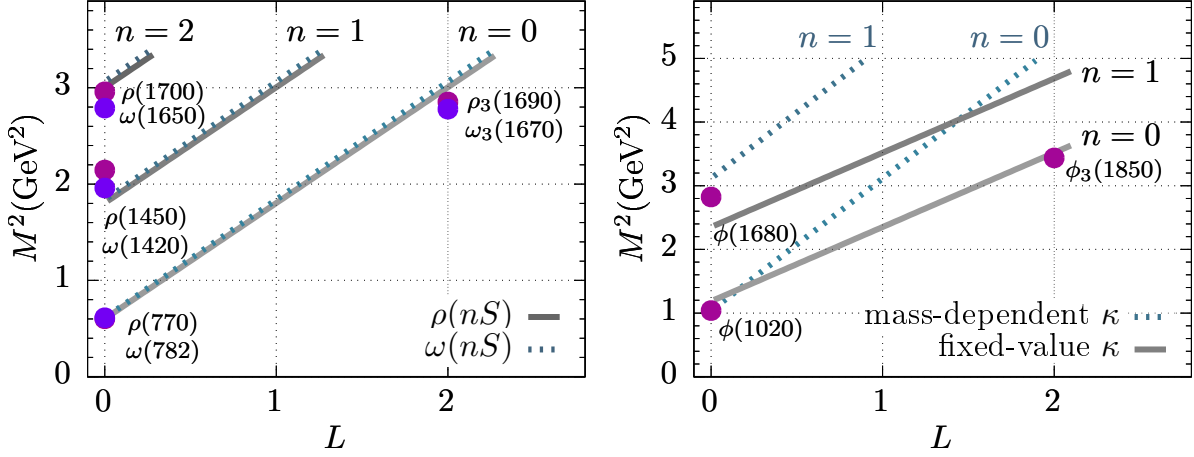 n = 2
n = 1
n = 0
3
ρ(1700)
ω(1650)
ρ₃(1690)
ω₃(1670)
M²(GeV²)
2
ρ(1450)
ω(1420)
1
ρ(770)
ω(782)
ρ(nS)
ω(nS)
0
0
1
2
L
n = 1
n = 0
5
n = 1
4
n = 0
ϕ₃(1850)
M²(GeV²)
3
ϕ(1680)
2
1
ϕ(1020)
mass-dependent κ
fixed-value κ
0
0
1
2
L